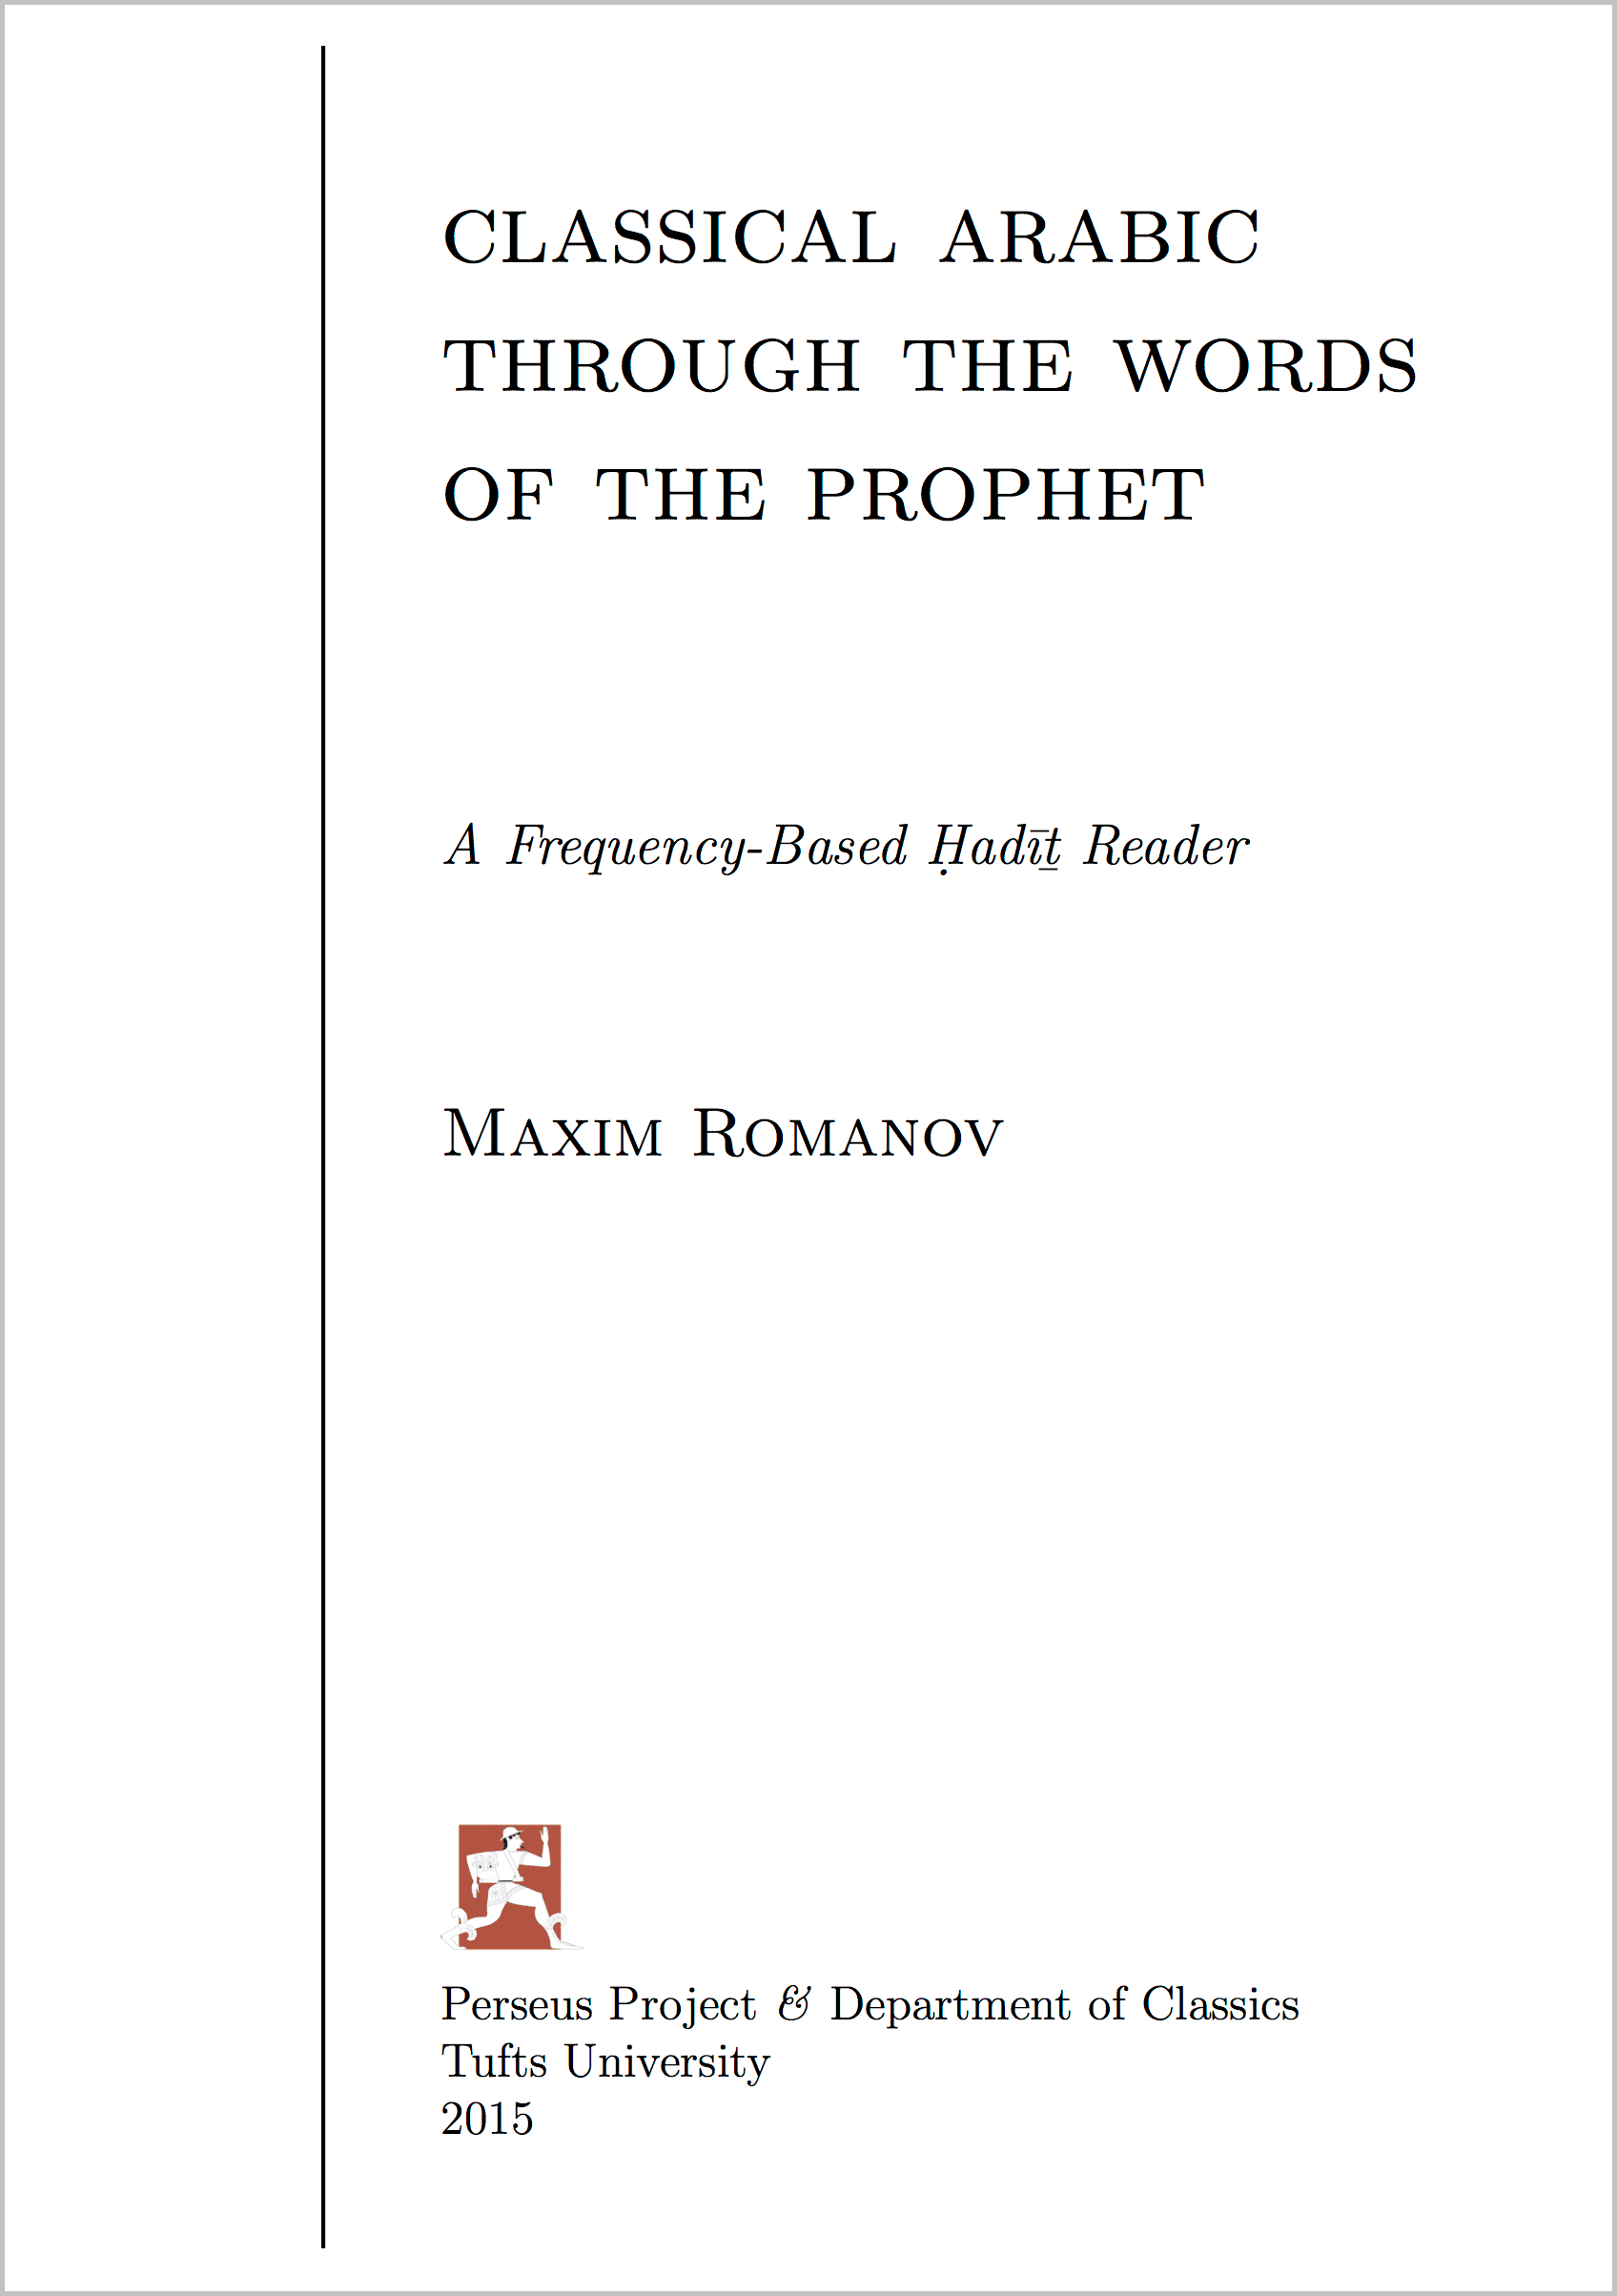 CLASSICAL ARABIC
THROUGH THE WORDS
OF THE PROPHET
A Frequency-Based Ḥadīṯ Reader
Maxim Romanov
Perseus Project & Department of Classics
Tufts University
2015